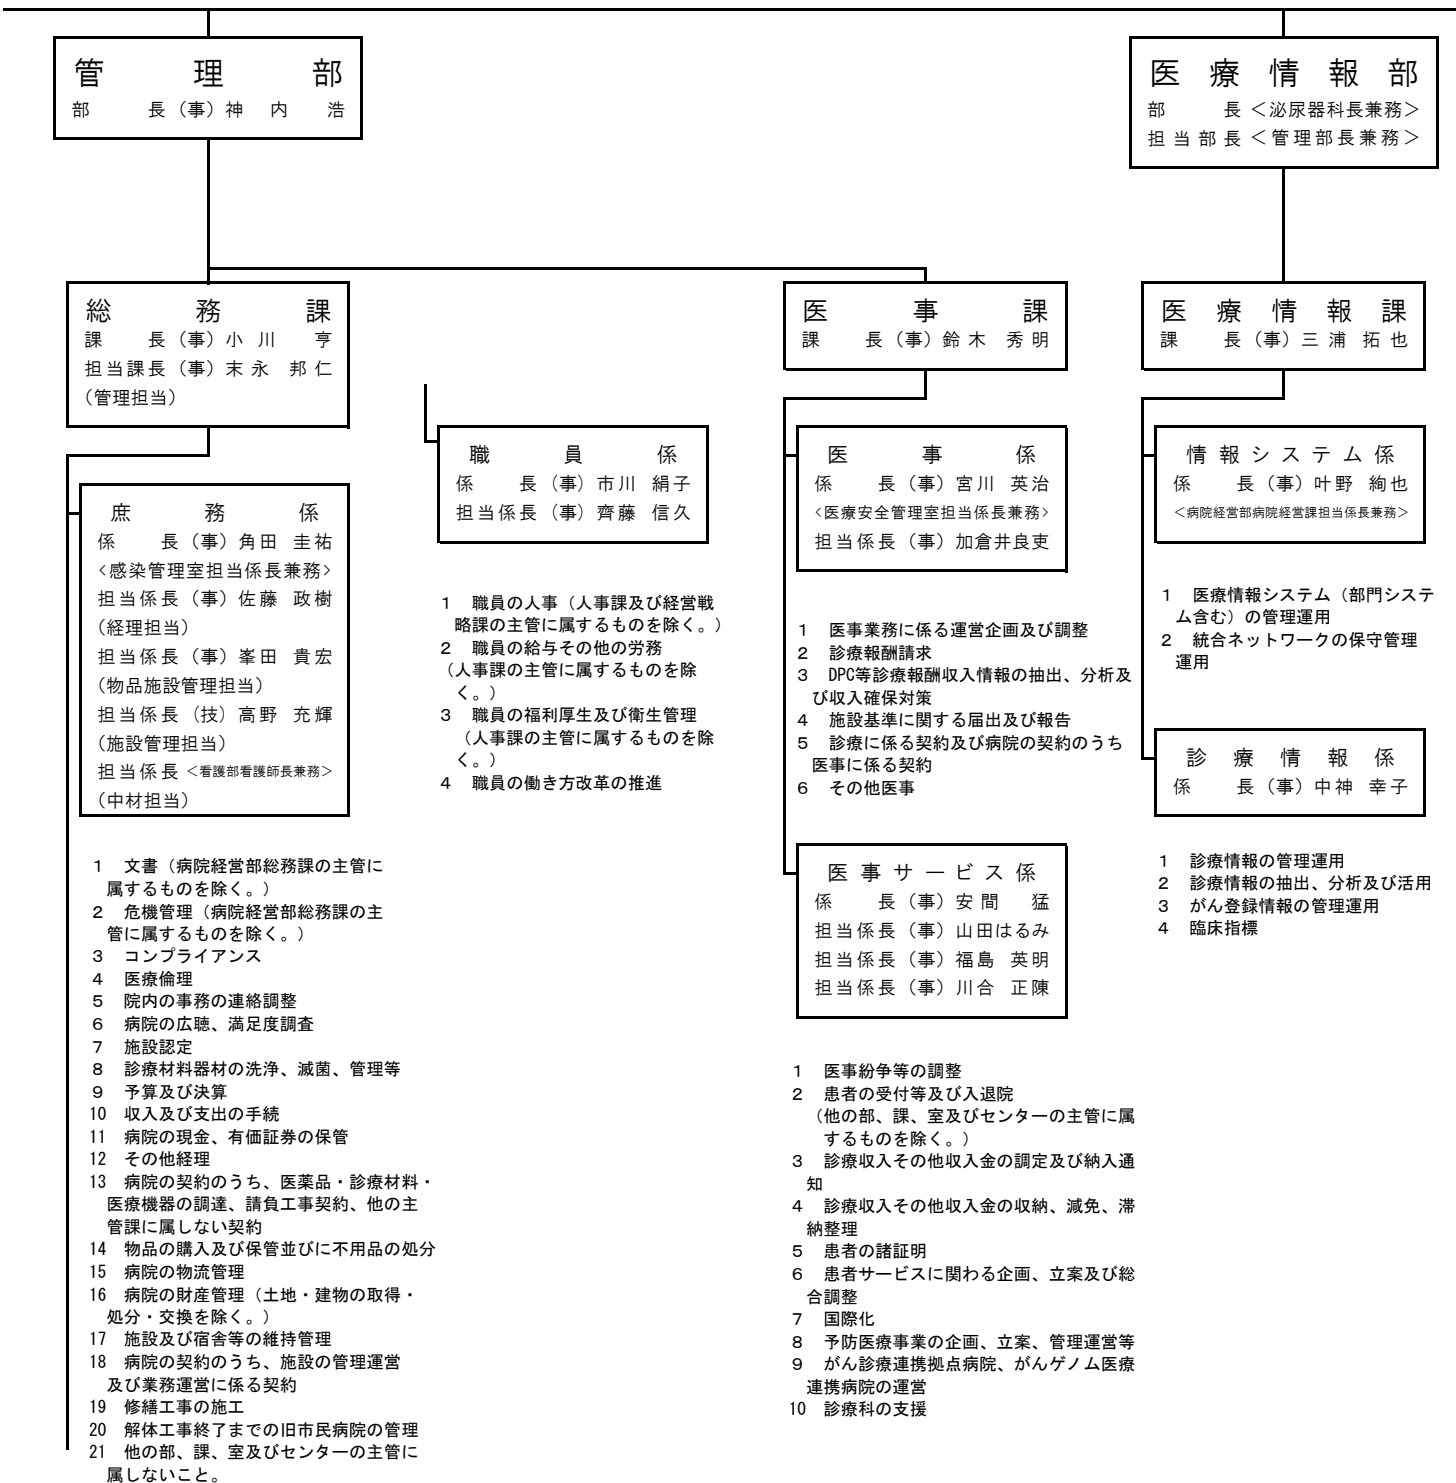 管理部
部長（事）神内浩
医療情報部
部長＜泌尿器科長兼務＞
担当部長＜管理部長兼務＞
総務課
課長（事）小川亨
担当課長（事）末永邦仁
（管理担当）
庶務係
係長（事）角田圭祐
<感染管理室担当係長兼務>
担当係長（事）佐藤政樹
（経理担当）
担当係長（事）峯田貴宏
（物品施設管理担当）
担当係長（技）高野充輝
（施設管理担当）
担当係長＜看護部看護師長兼務＞
（中材担当）
１　文書（病院経営部総務課の主管に
属するものを除く。）
２　危機管理（病院経営部総務課の主
管に属するものを除く。）
３　コンプライアンス
４　医療倫理
５　院内の事務の連絡調整
６　病院の広聴、満足度調査
７　施設認定
８　診療材料器材の洗浄、滅菌、管理等
９　予算及び決算
10　収入及び支出の手続
11　病院の現金、有価証券の保管
12　その他経理
13　病院の契約のうち、医薬品・診療材料・
医療機器の調達、請負工事契約、他の主
管課に属しない契約
14　物品の購入及び保管並びに不用品の処分
15　病院の物流管理
16　病院の財産管理（土地・建物の取得・
処分・交換を除く。）
17　施設及び宿舎等の維持管理
18　病院の契約のうち、施設の管理運営
及び業務運営に係る契約
19　修繕工事の施工
20　解体工事終了までの旧市民病院の管理
21　他の部、課、室及びセンターの主管に
属しないこと。
職員係
係長（事）市川絹子
担当係長（事）齊藤信久
１　職員の人事（人事課及び経営戦
略課の主管に属するものを除く。）
２　職員の給与その他の労務
（人事課の主管に属するものを除
く。）
３　職員の福利厚生及び衛生管理
（人事課の主管に属するものを除
く。）
４　職員の働き方改革の推進
医事課
課長（事）鈴木秀明
医事係
係長（事）宮川英治
<医療安全管理室担当係長兼務>
担当係長（事）加倉井良吏
１　医事業務に係る運営企画及び調整
２　診療報酬請求
３　DPC等診療報酬収入情報の抽出、分析及
び収入確保対策
４　施設基準に関する届出及び報告
５　診療に係る契約及び病院の契約のうち
医事に係る契約
６　その他医事
医事サービス係
係長（事）安間猛
担当係長（事）山田はるみ
担当係長（事）福島英明
担当係長（事）川合正陳
１　医事紛争等の調整
２　患者の受付等及び入退院
（他の部、課、室及びセンターの主管に属
するものを除く。）
３　診療収入その他収入金の調定及び納入通
知
４　診療収入その他収入金の収納、減免、滞
納整理
５　患者の諸証明
６　患者サービスに関わる企画、立案及び総
合調整
７　国際化
８　予防医療事業の企画、立案、管理運営等
９　がん診療連携拠点病院、がんゲノム医療
連携病院の運営
10　診療科の支援
医療情報課
課長（事）三浦拓也
情報システム係
係長（事）叶野絢也
＜病院経営部病院経営課担当係長兼務＞
１　医療情報システム（部門システ
ム含む）の管理運用
２　統合ネットワークの保守管理
運用
診療情報係
係長（事）中神幸子
１　診療情報の管理運用
２　診療情報の抽出、分析及び活用
３　がん登録情報の管理運用
４　臨床指標